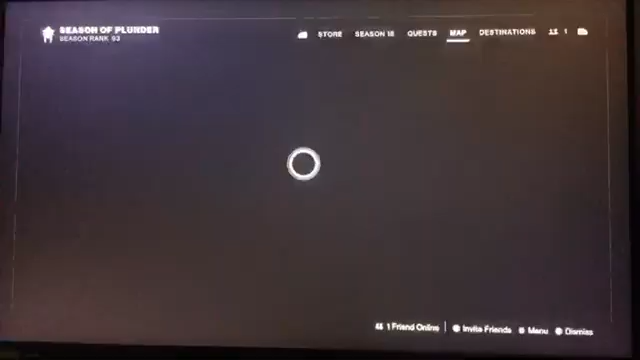 SEASON OF PLUNDER
SEASON RANK 93
STORE SEASON 18 QUESTS MAP DESTINATIONS 1
1 Friend Online Invite Friends Menu Dismiss